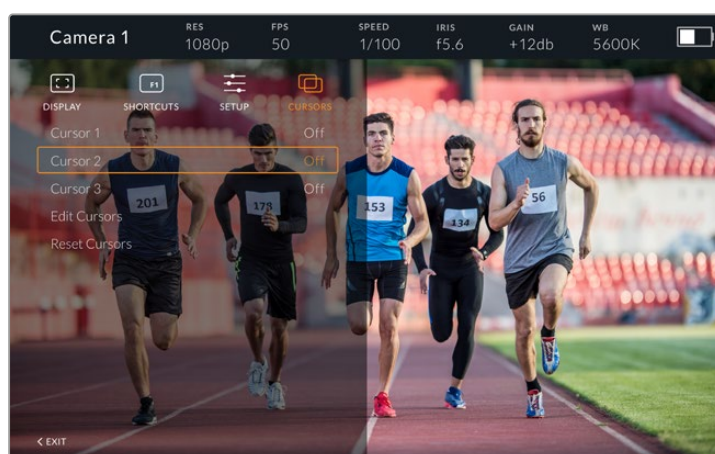 Camera 1
RES
1080p
FPS
50
SPEED
1/100
IRIS
f5.6
GAIN
+12db
WB
5600K
F1
DISPLAY
SHORTCUTS
SETUP
CURSORS
Cursor 1 Off
Cursor 2 Off
Cursor 3 Off
Edit Cursors
Reset Cursors
201
178
153
134
56
< EXIT